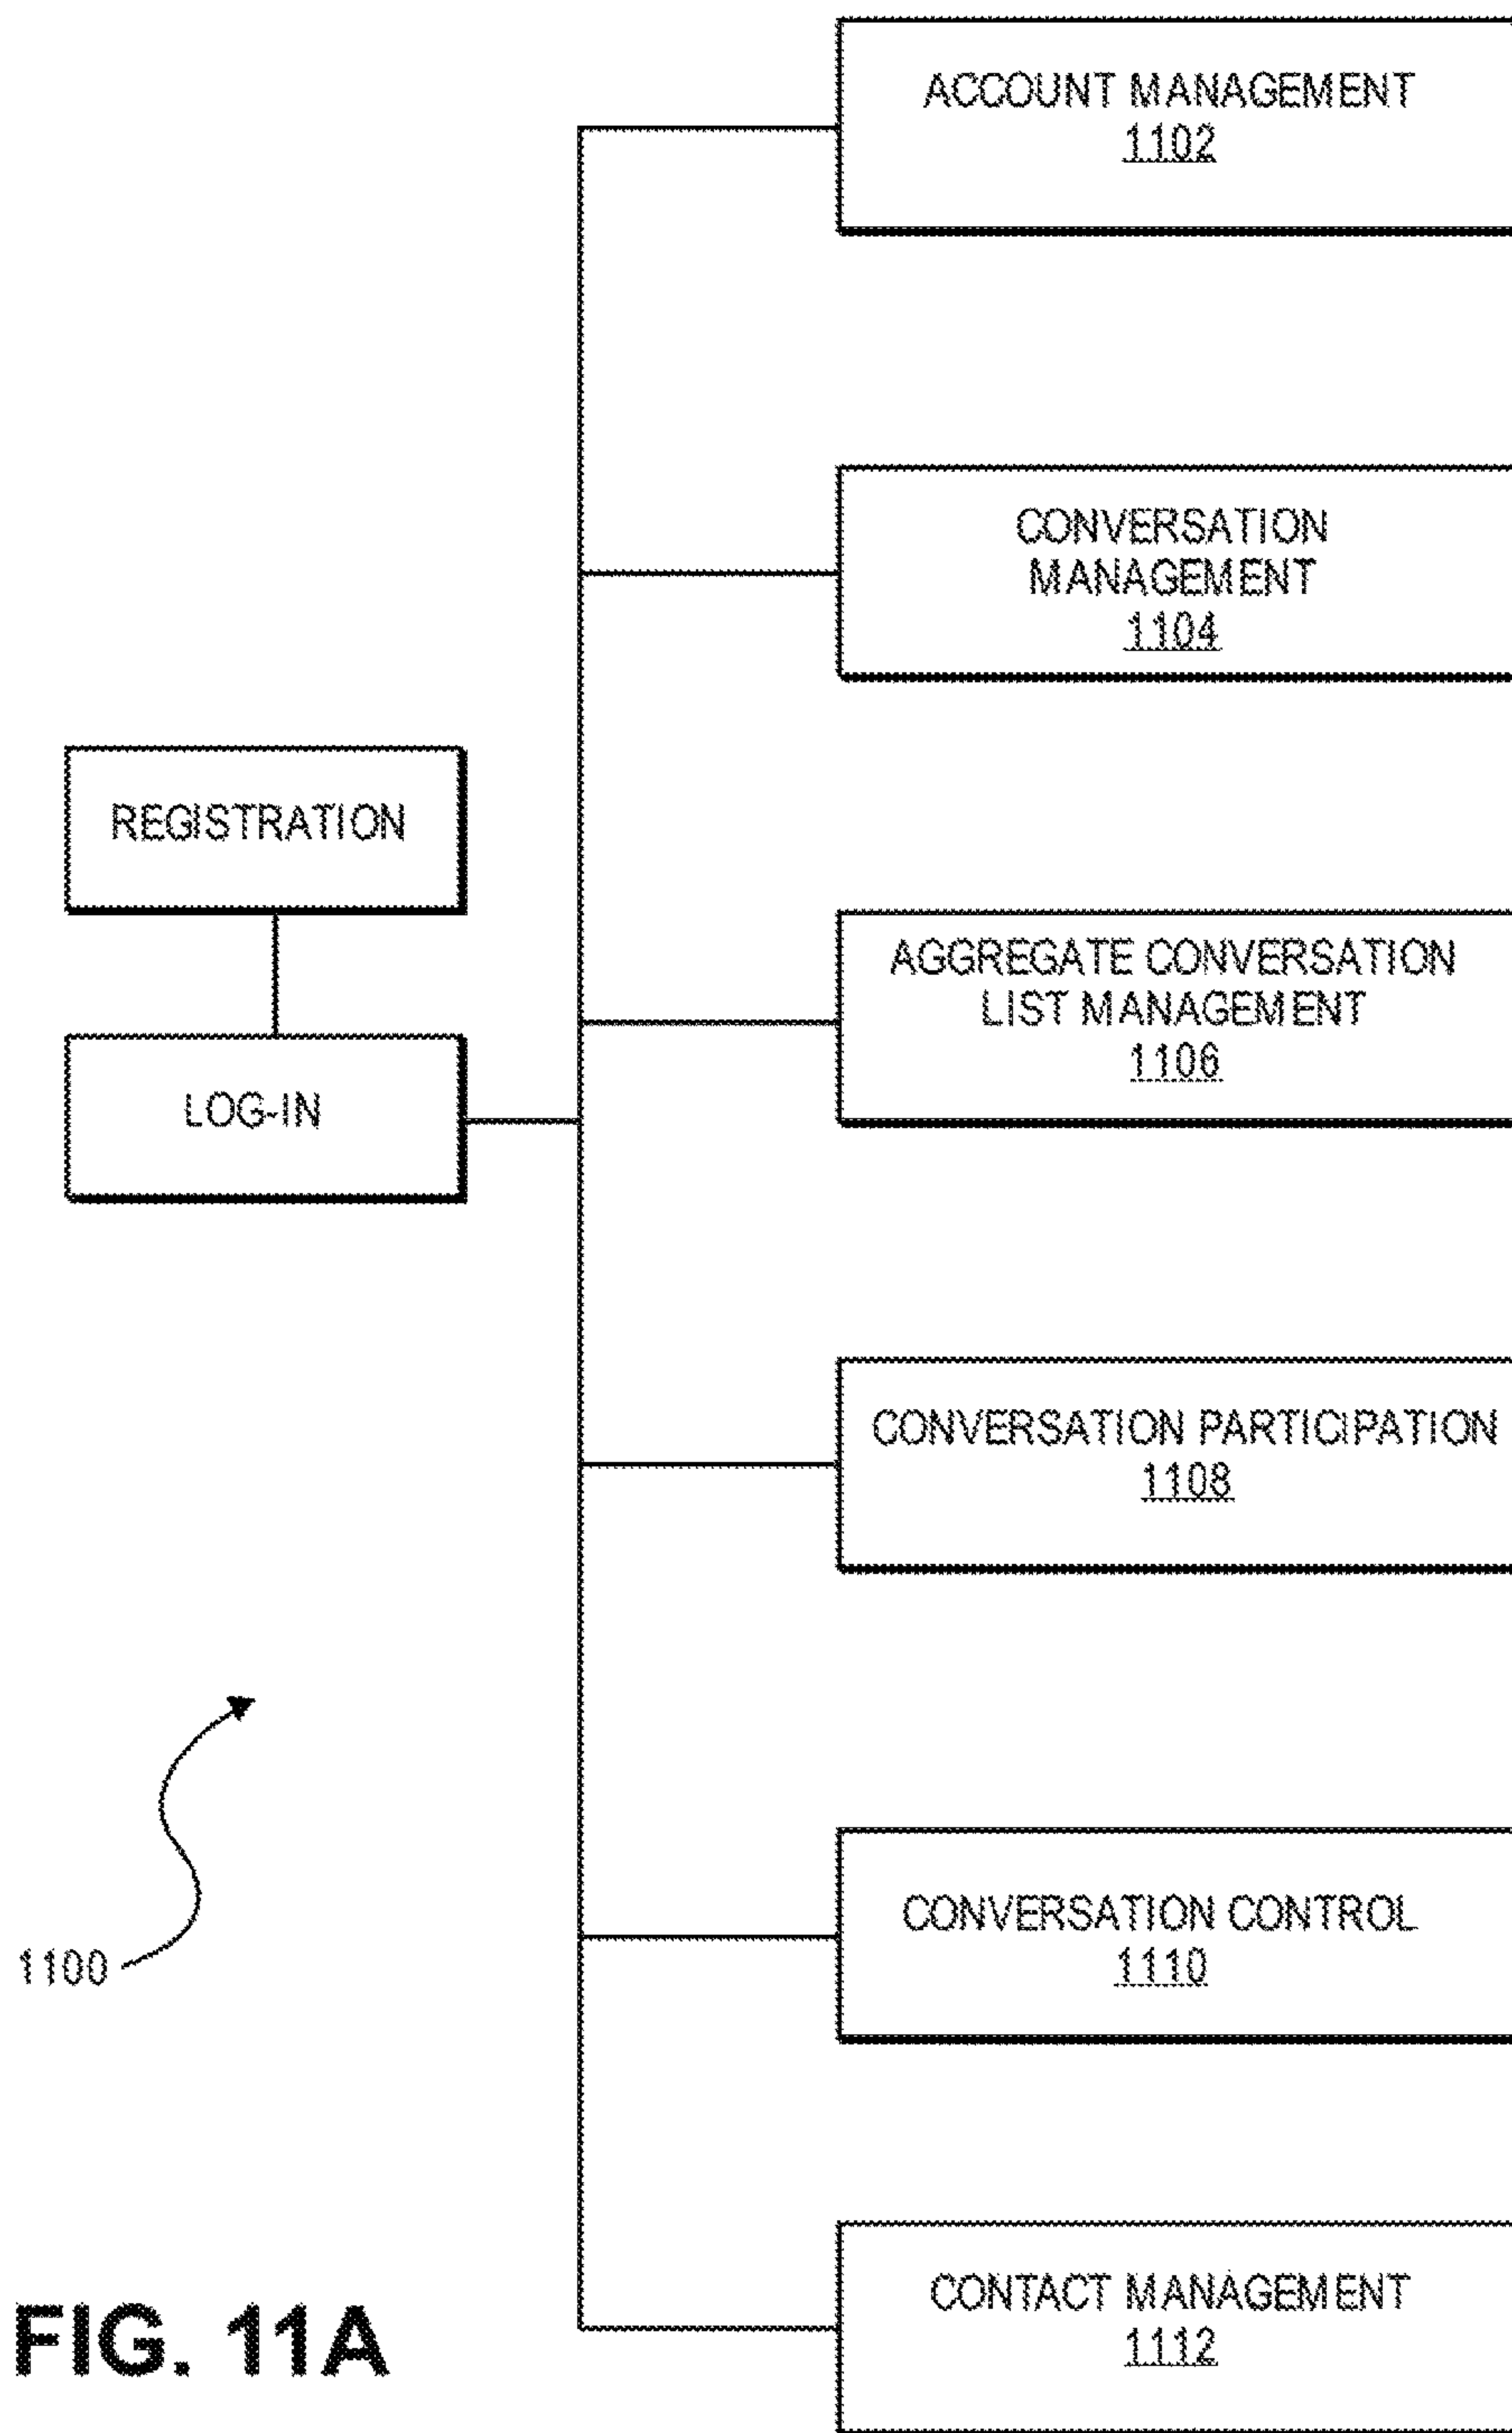 ACCOUNT MANAGEMENT
1102
CONVERSATION
MANAGEMENT
1104
REGISTRATION
AGGREGATE CONVERSATION
LIST MANAGEMENT
1106
LOG-IN
CONVERSATION PARTICIPATION
1108
CONVERSATION CONTROL
1110
1100
CONTACT MANAGEMENT
1112
FIG. 11A